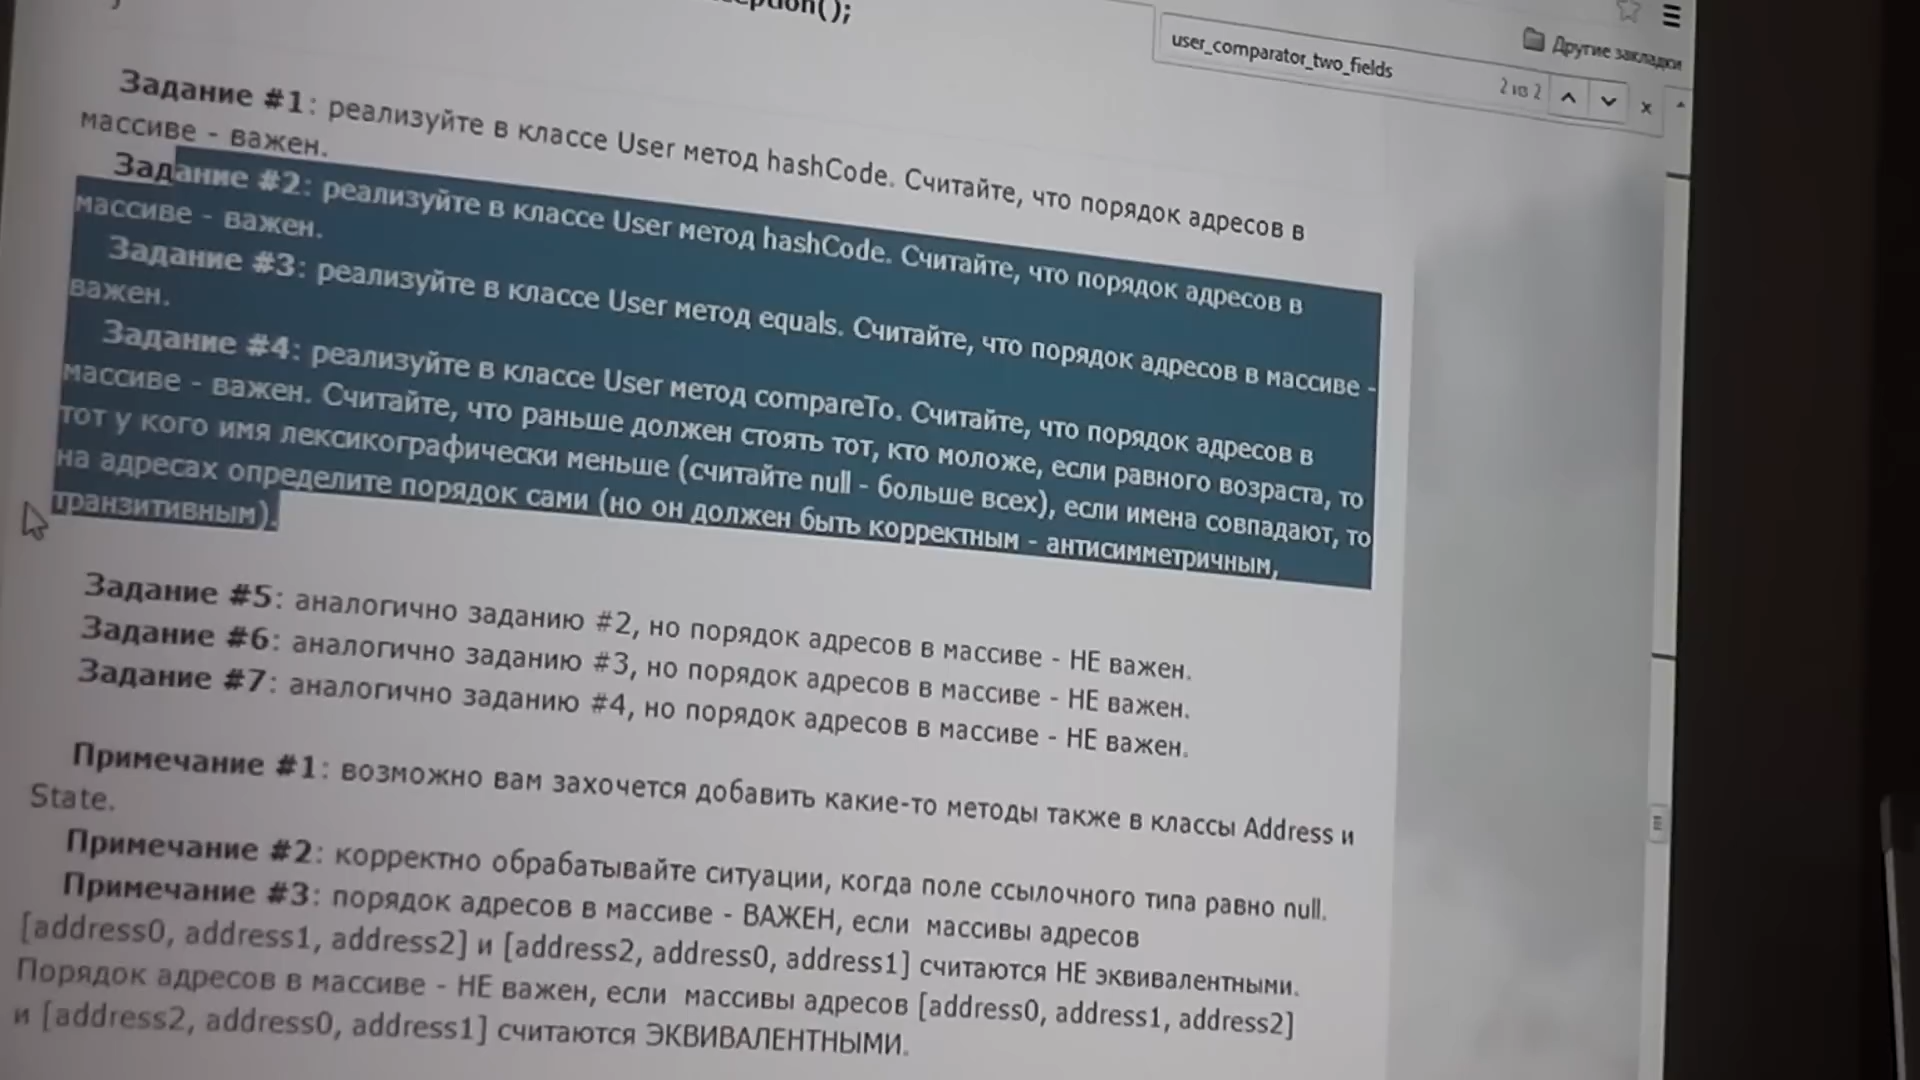 ption();
user_comparator_two_fields
2 из 2
Другие закладки
Задание #1: реализуйте в классе User метод hashCode. Считайте, что порядок адресов в
массиве - важен.
Задание #2: реализуйте в классе User метод hashCode. Считайте, что порядок адресов в
массиве - важен.
Задание #3: реализуйте в классе User метод equals. Считайте, что порядок адресов в массиве -
важен.
Задание #4: реализуйте в классе User метод compareTo. Считайте, что порядок адресов в
массиве - важен. Считайте, что раньше должен стоять тот, кто моложе, если равного возраста, то
тот у кого имя лексикографически меньше (считайте null - больше всех), если имена совпадают, то
на адресах определите порядок сами (но он должен быть корректным - антисимметричным,
транзитивным).
Задание #5: аналогично заданию #2, но порядок адресов в массиве - НЕ важен.
Задание #6: аналогично заданию #3, но порядок адресов в массиве - НЕ важен.
Задание #7: аналогично заданию #4, но порядок адресов в массиве - НЕ важен.
Примечание #1: возможно вам захочется добавить какие-то методы также в классы Address и
State.
Примечание #2: корректно обрабатывайте ситуации, когда поле ссылочного типа равно null.
Примечание #3: порядок адресов в массиве - ВАЖЕН, если массивы адресов
[address0, address1, address2] и [address2, address0, address1] считаются НЕ эквивалентными.
Порядок адресов в массиве - НЕ важен, если массивы адресов [address0, address1, address2]
и [address2, address0, address1] считаются ЭКВИВАЛЕНТНЫМИ.